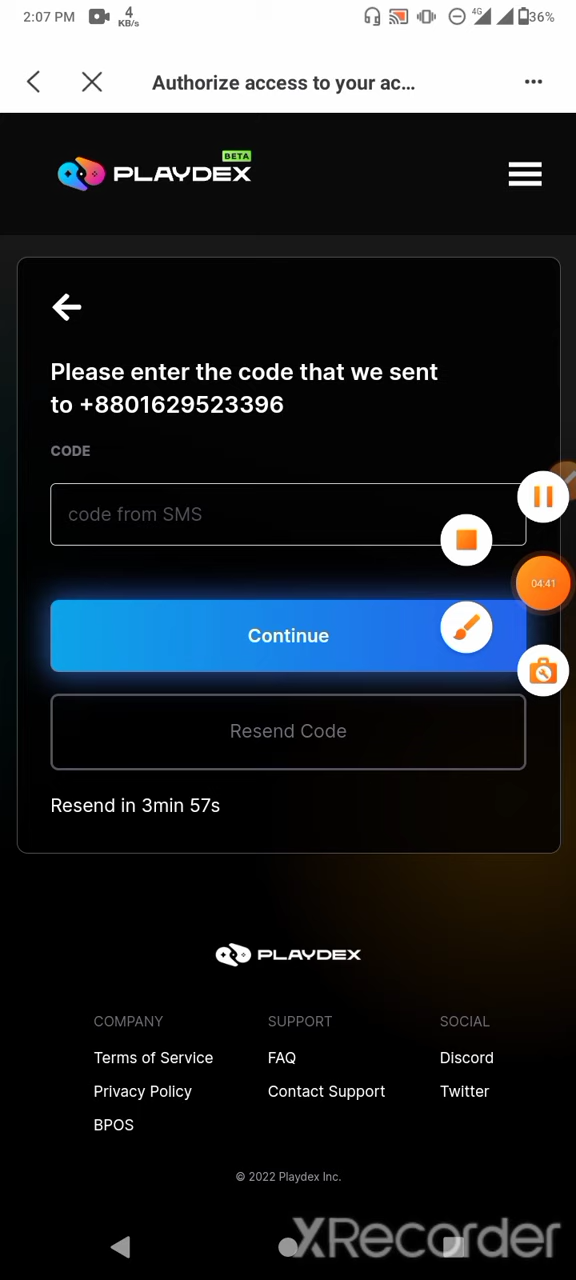 2:07 PM 4 KB/s 4G 36%
Authorize access to your ac...
BETA
PLAYDEX
Please enter the code that we sent
to +8801629523396
CODE
code from SMS
04:41
Continue
Resend Code
Resend in 3min 57s
PLAYDEX
COMPANY SUPPORT SOCIAL
Terms of Service FAQ Discord
Privacy Policy Contact Support Twitter
BPOS
© 2022 Playdex Inc.
XRecorder